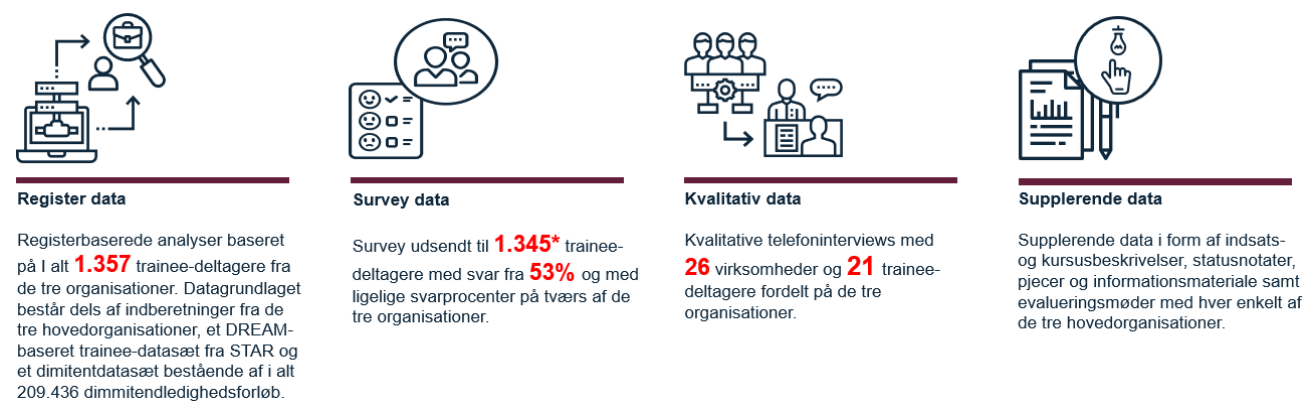 Register data
Registerbaserede analyser baseret
på I alt 1.357 trainee-deltagere fra
de tre organisationer. Datagrundlaget
består dels af indberetninger fra de
tre hovedorganisationer, et DREAM-
baseret trainee-datasæt fra STAR og
et dimitentdatasæt bestående af i alt
209.436 dimmitendledighedsforløb.
Survey data
Survey udsendt til 1.345* trainee-
deltagere med svar fra 53% og med
ligelige svarprocenter på tværs af de
tre organisationer.
Kvalitativ data
Kvalitative telefoninterviews med
26 virksomheder og 21 trainee-
deltagere fordelt på de tre
organisationer.
Supplerende data
Supplerende data i form af indsats-
og kursusbeskrivelser, statusnotater,
pjecer og informationsmateriale samt
evalueringsmøder med hver enkelt af
de tre hovedorganisationer.